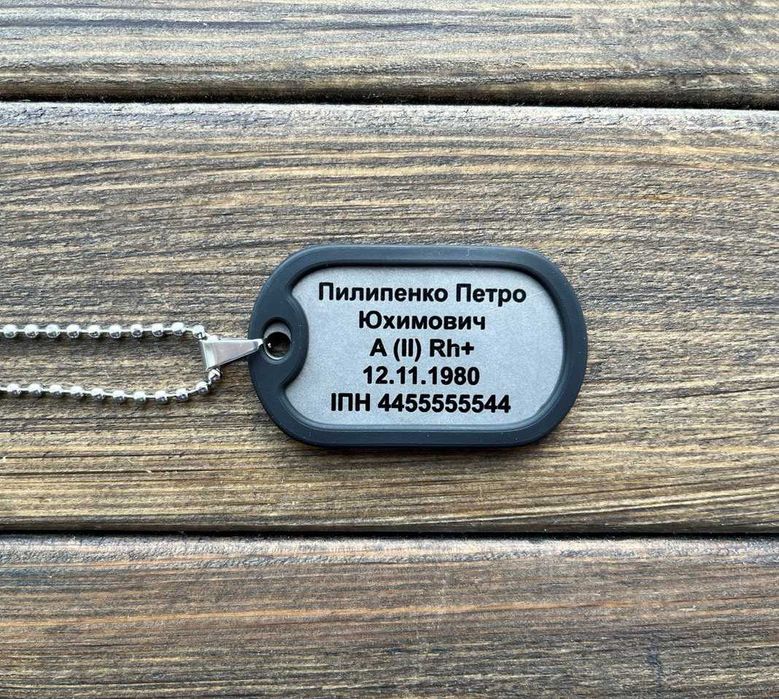 Пилипенко Петро
Юхимович
A (II) Rh+
12.11.1980
ІПН 4455555544